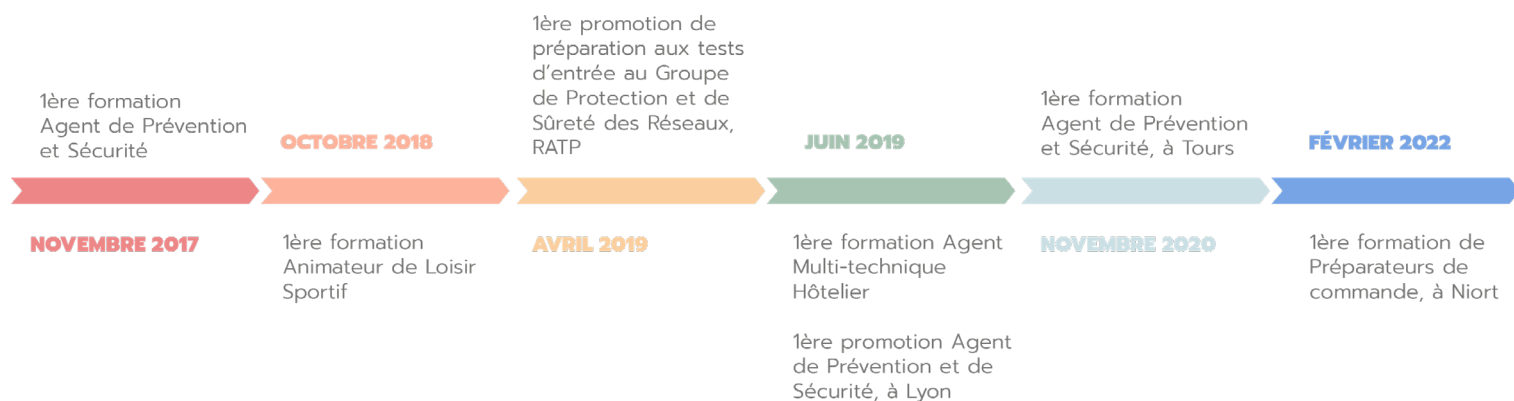 1ère formation
Agent de Prévention
et Sécurité
NOVEMBRE 2017
OCTOBRE 2018
1ère formation
Animateur de Loisir
Sportif
1ère promotion de
préparation aux tests
d'entrée au Groupe
de Protection et de
Sûreté des Réseaux,
RATP
AVRIL 2019
JUIN 2019
1ère formation Agent
Multi-technique
Hôtelier
1ère promotion Agent
de Prévention et de
Sécurité, à Lyon
1ère formation
Agent de Prévention
et Sécurité, à Tours
NOVEMBRE 2020
FÉVRIER 2022
1ère formation de
Préparateurs de
commande, à Niort